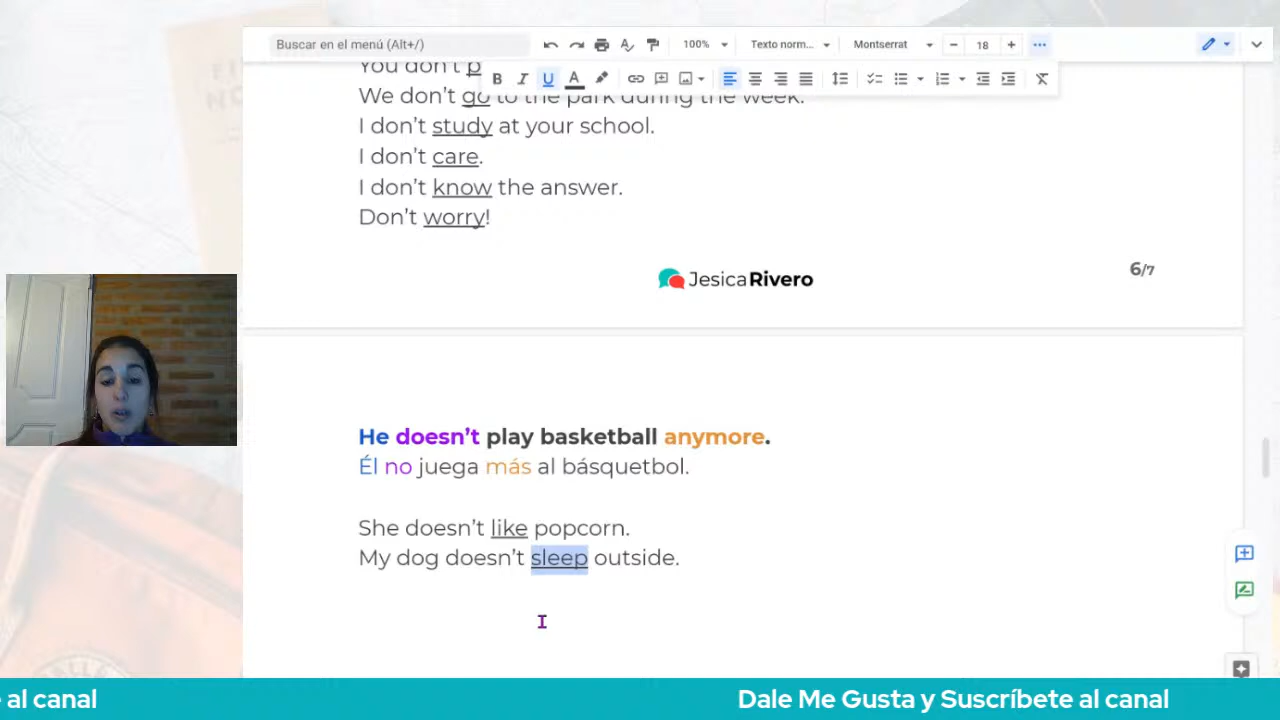 Buscar en el menú (Alt+/)
100%
Texto norm...
Montserrat
18
You don't p
We don't go to the park during the week.
I don't study at your school.
I don't care.
I don't know the answer.
Don't worry!
JesicaRivero
6/7
He doesn't play basketball anymore.
Él no juega más al básquetbol.
She doesn't like popcorn.
My dog doesn't sleep outside.
al canal
Dale Me Gusta y Suscríbete al canal